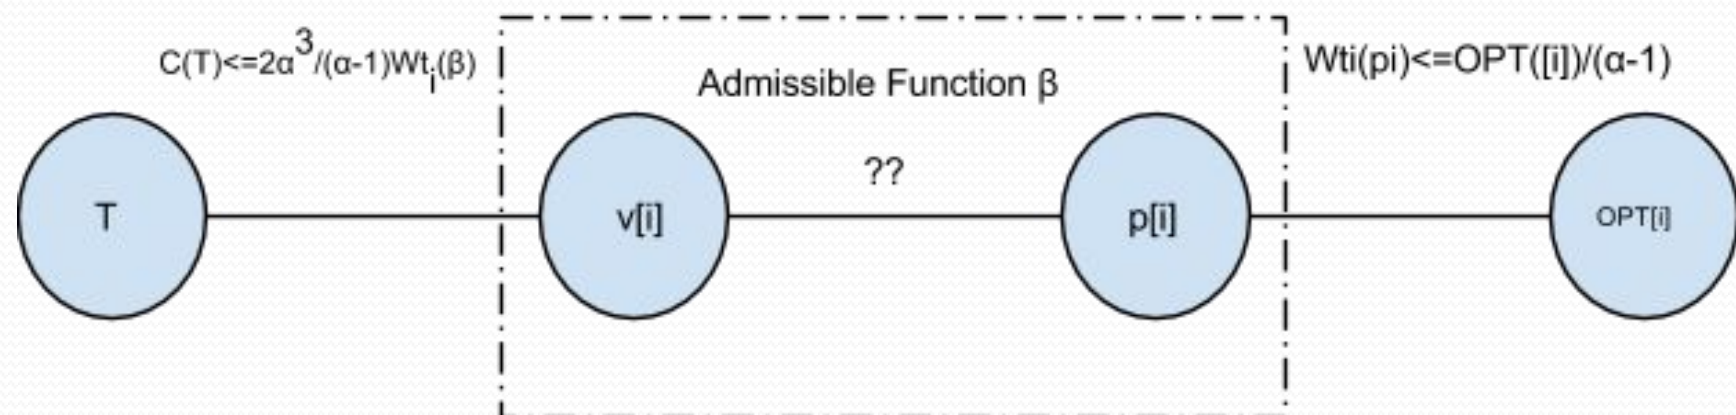 C(T)<=2α³/(α-1)Wtᵢ(β)
Admissible Function β
Wti(pi)<=OPT([i])/(α-1)
??
T
v[i]
p[i]
OPT[i]